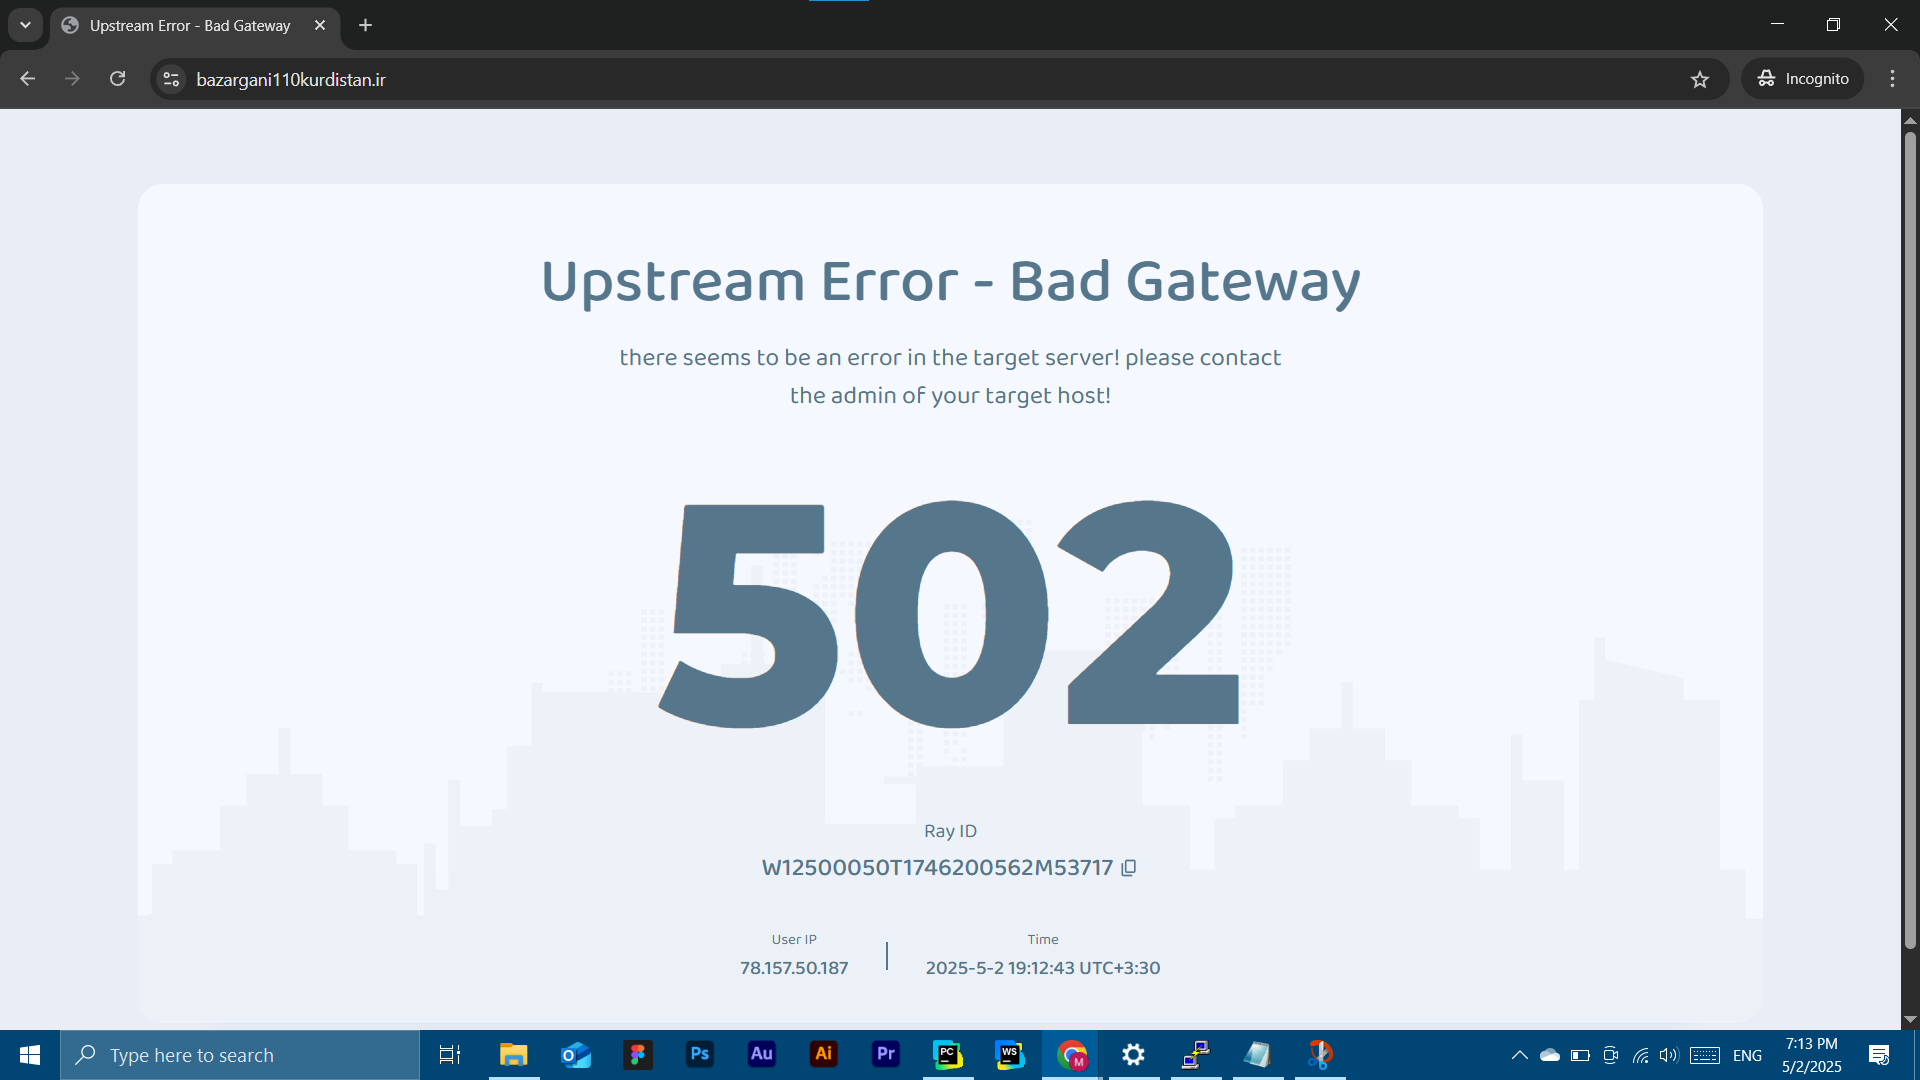 Upstream Error - Bad Gateway
bazargani110kurdistan.ir
Incognito
Upstream Error - Bad Gateway
there seems to be an error in the target server! please contact
the admin of your target host!
502
Ray ID
W12500050T1746200562M53717
User IP
78.157.50.187
Time
2025-5-2 19:12:43 UTC+3:30
Type here to search
Ps
Au
Ai
Pr
PC
WS
M
ENG
7:13 PM
5/2/2025